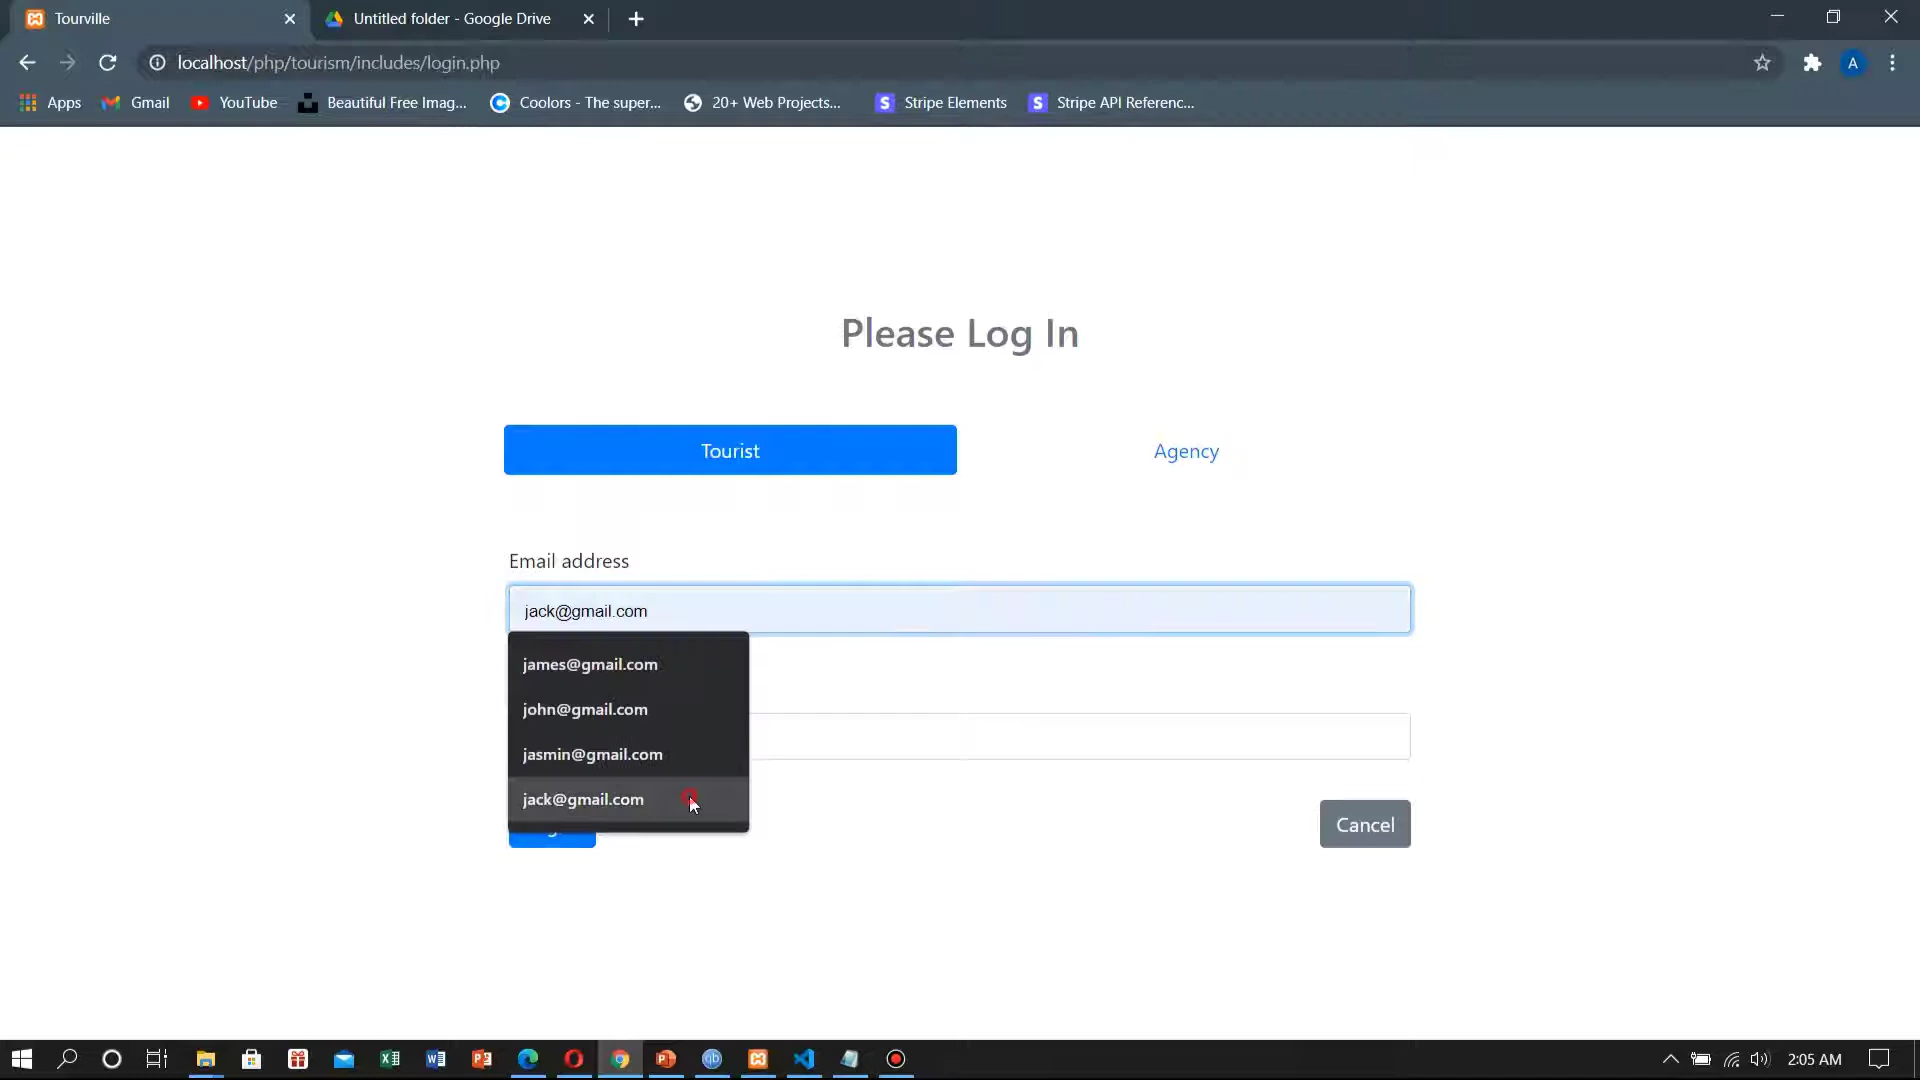 Tourville
Untitled folder - Google Drive
localhost/php/tourism/includes/login.php
A
Apps
Gmail
YouTube
Beautiful Free Imag...
Coolors - The super...
20+ Web Projects...
S
Stripe Elements
S
Stripe API Referenc...
Please Log In
Tourist
Agency
Email address
jack@gmail.com
james@gmail.com
john@gmail.com
jasmin@gmail.com
jack@gmail.com
Cancel
2:05 AM